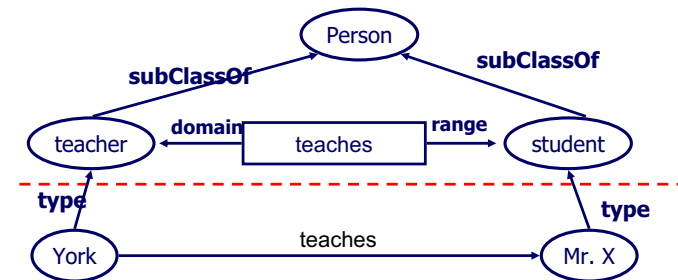 Person
subClassOf
subClassOf
teacher
domain
teaches
range
student
type
type
York
teaches
Mr. X